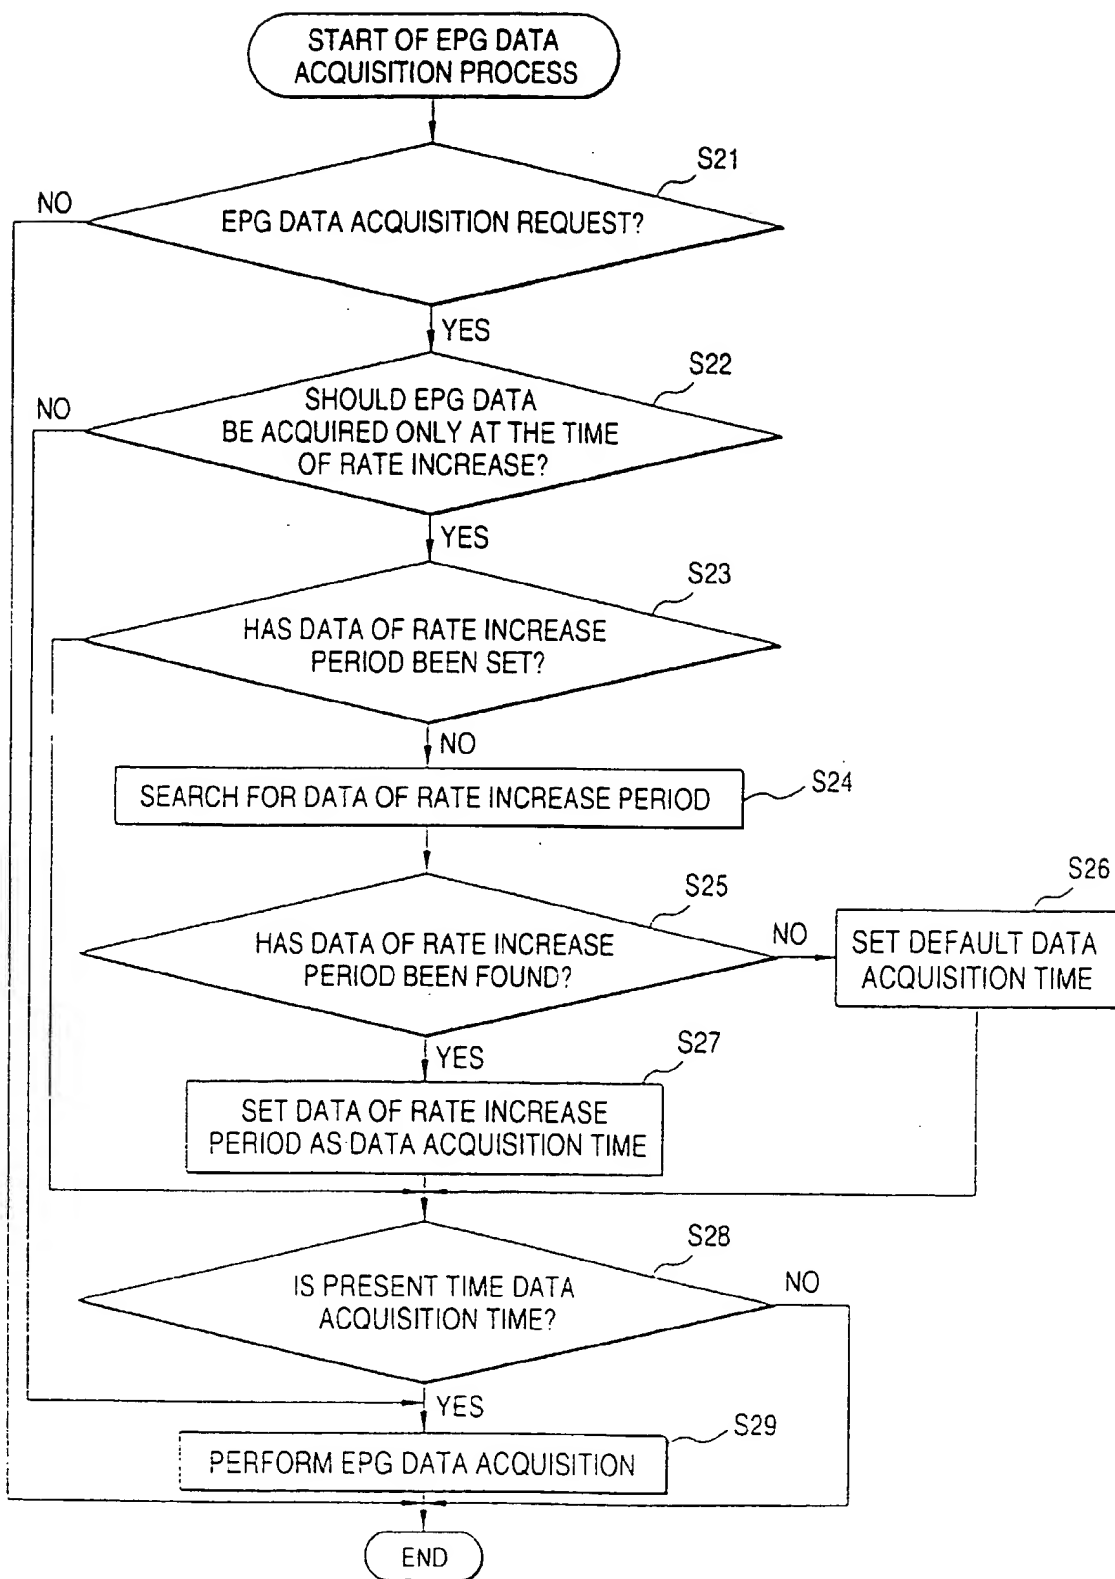 START OF EPG DATA
ACQUISITION PROCESS
S21
NO
EPG DATA ACQUISITION REQUEST?
YES
S22
NO
SHOULD EPG DATA
BE ACQUIRED ONLY AT THE TIME
OF RATE INCREASE?
YES
S23
HAS DATA OF RATE INCREASE
PERIOD BEEN SET?
NO
SEARCH FOR DATA OF RATE INCREASE PERIOD
S24
S25
HAS DATA OF RATE INCREASE
PERIOD BEEN FOUND?
NO
S26
SET DEFAULT DATA
ACQUISITION TIME
YES
S27
SET DATA OF RATE INCREASE
PERIOD AS DATA ACQUISITION TIME
S28
IS PRESENT TIME DATA
ACQUISITION TIME?
NO
YES
S29
PERFORM EPG DATA ACQUISITION
END